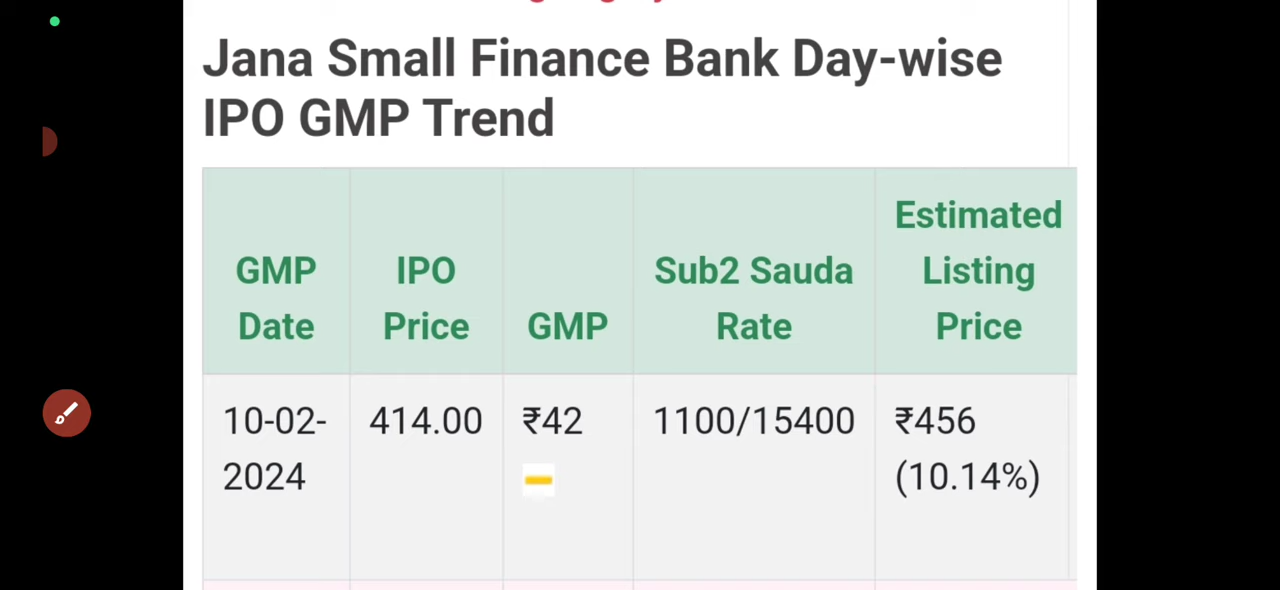 Jana Small Finance Bank Day-wise
IPO GMP Trend
GMP Date
IPO Price
GMP
Sub2 Sauda Rate
Estimated Listing Price
10-02-2024
414.00
₹42
1100/15400
₹456 (10.14%)